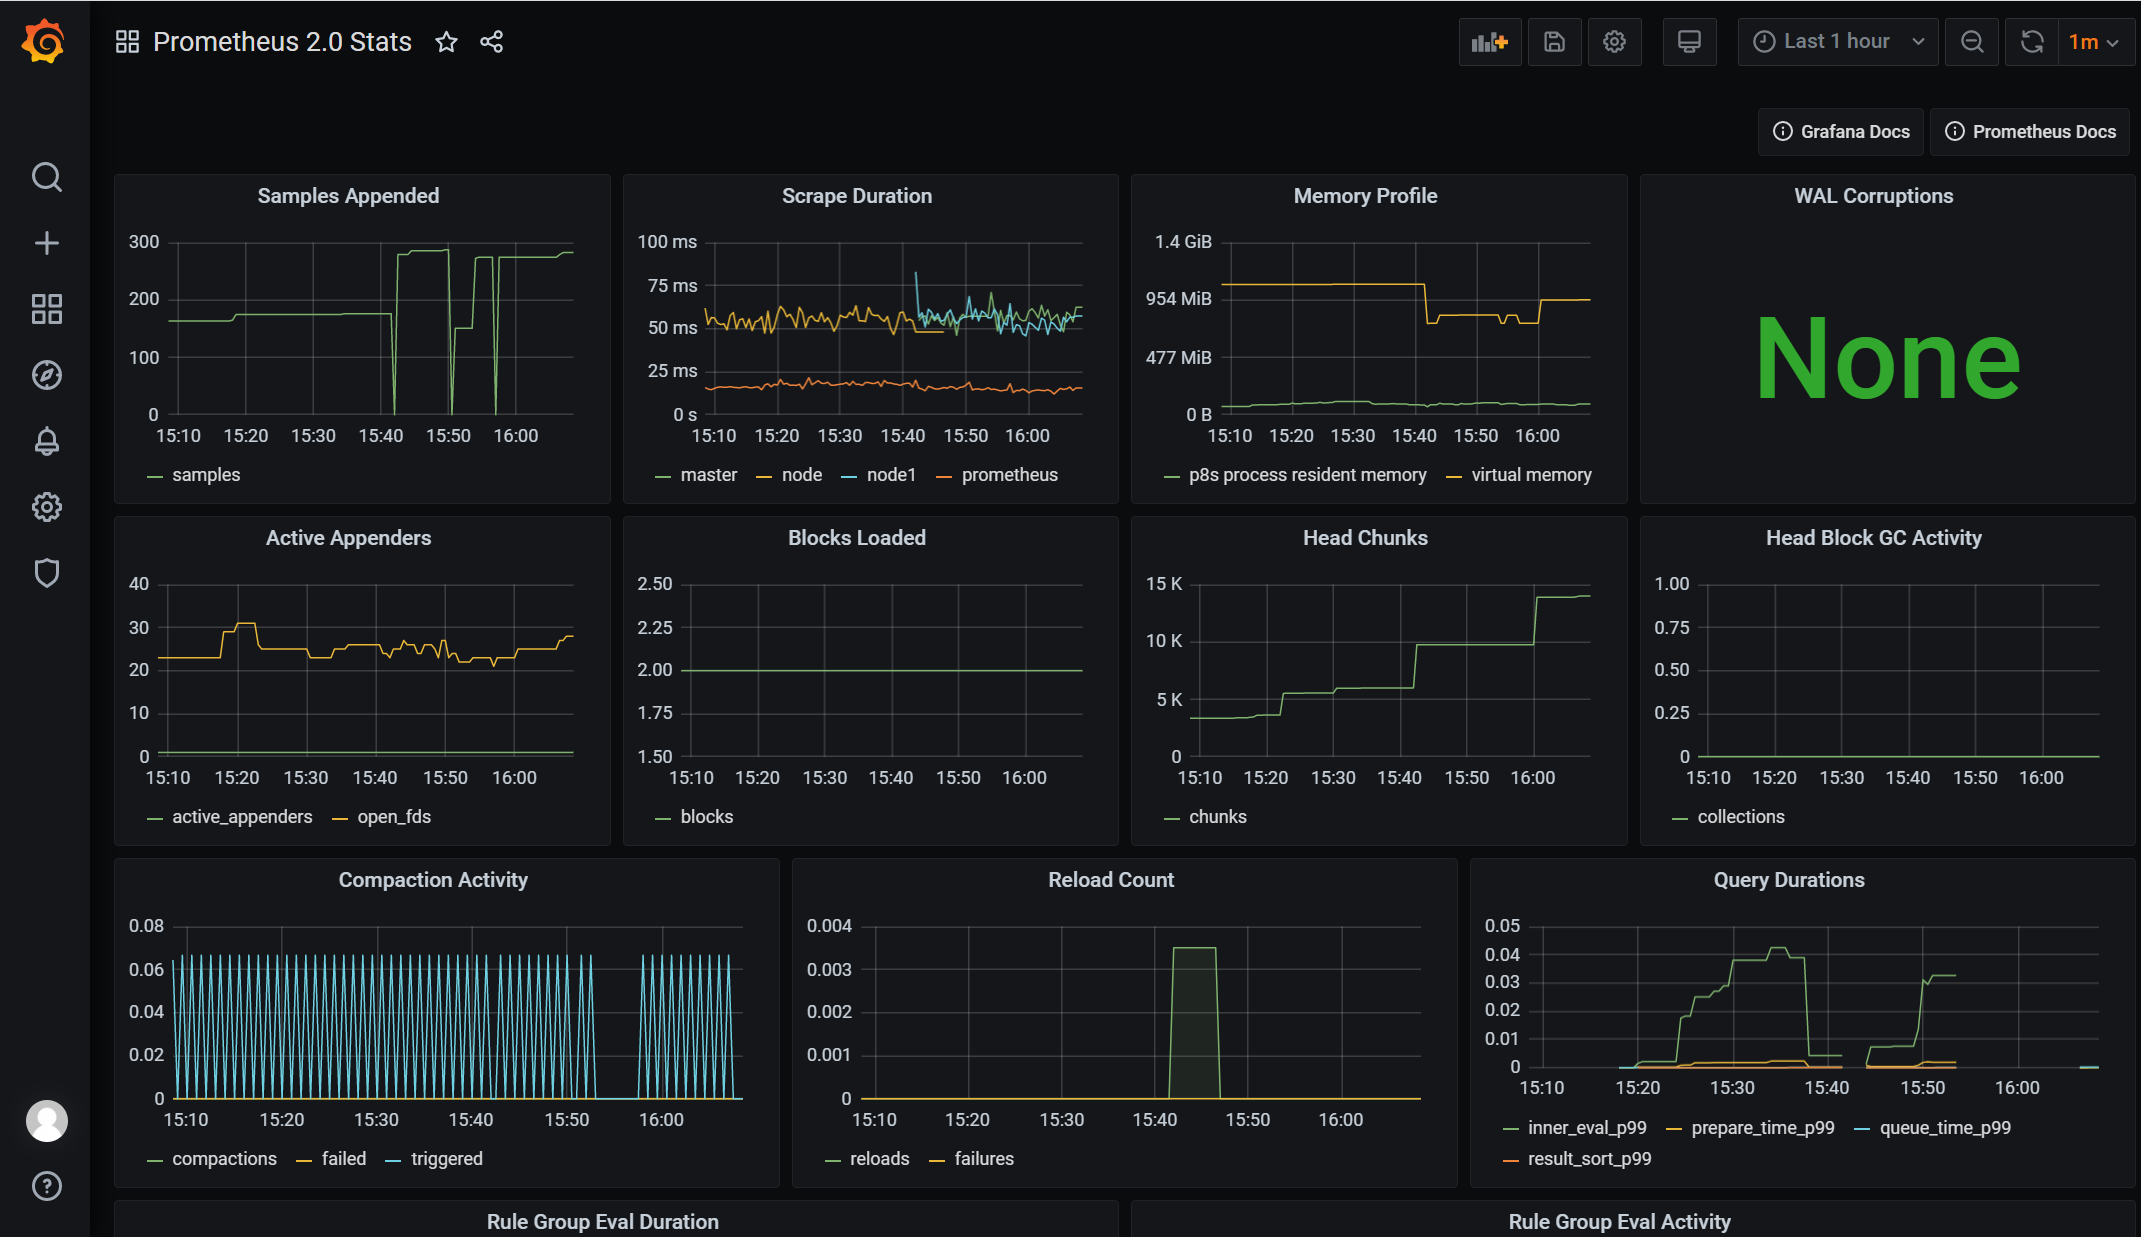 Prometheus 2.0 Stats
Last 1 hour
1m
Grafana Docs
Prometheus Docs
Samples Appended
300
200
100
0
15:10 15:20 15:30 15:40 15:50 16:00
samples
Scrape Duration
100 ms
75 ms
50 ms
25 ms
0 s
15:10 15:20 15:30 15:40 15:50 16:00
master node node1 prometheus
Memory Profile
1.4 GiB
954 MiB
477 MiB
0 B
15:10 15:20 15:30 15:40 15:50 16:00
p8s process resident memory virtual memory
WAL Corruptions
None
Active Appenders
40
30
20
10
0
15:10 15:20 15:30 15:40 15:50 16:00
active_appenders open_fds
Blocks Loaded
2.50
2.25
2.00
1.75
1.50
15:10 15:20 15:30 15:40 15:50 16:00
blocks
Head Chunks
15 K
10 K
5 K
0
15:10 15:20 15:30 15:40 15:50 16:00
chunks
Head Block GC Activity
1.00
0.75
0.50
0.25
0
15:10 15:20 15:30 15:40 15:50 16:00
collections
Compaction Activity
0.08
0.06
0.04
0.02
0
15:10 15:20 15:30 15:40 15:50 16:00
compactions failed triggered
Reload Count
0.004
0.003
0.002
0.001
0
15:10 15:20 15:30 15:40 15:50 16:00
reloads failures
Query Durations
0.05
0.04
0.03
0.02
0.01
0
15:10 15:20 15:30 15:40 15:50 16:00
inner_eval_p99 prepare_time_p99 queue_time_p99
result_sort_p99
Rule Group Eval Duration
Rule Group Eval Activity